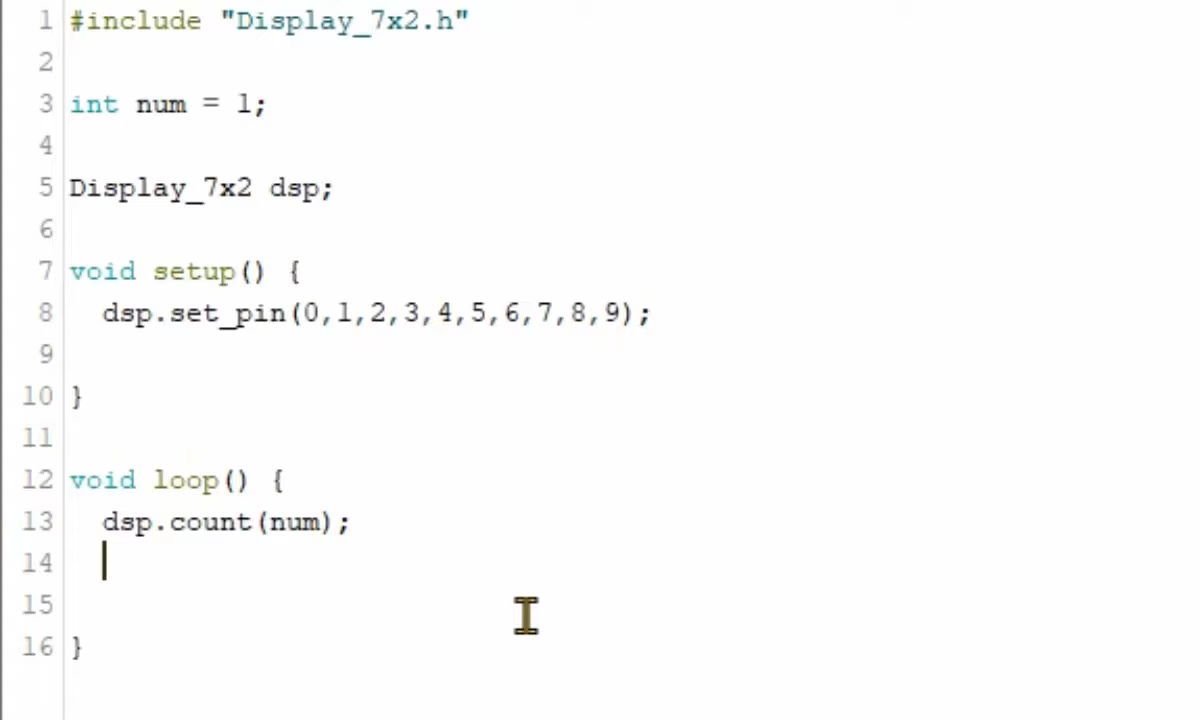 1 #include "Display_7x2.h"
2
3 int num = 1;
4
5 Display_7x2 dsp;
6
7 void setup() {
8   dsp.set_pin(0,1,2,3,4,5,6,7,8,9);
9
10 }
11
12 void loop() {
13   dsp.count(num);
14
15
16 }